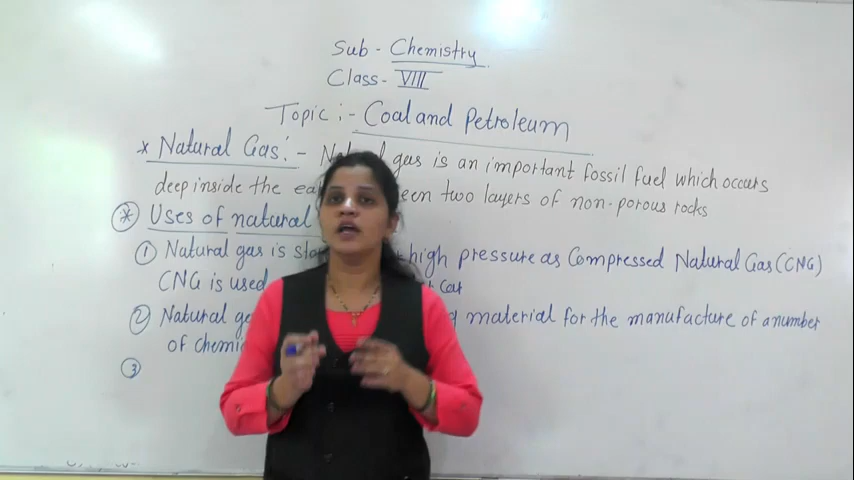 Sub - Chemistry
Class - VIII
Topic :- Coal and Petroleum
* Natural Gas :- Natural gas is an important fossil fuel which occurs
deep inside the two layers of non-porous rocks
* Uses of natural
① Natural gas is high pressure as Compressed Natural Gas (CNG)
CNG is used
② Natural material for the manufacture of a number
of
③